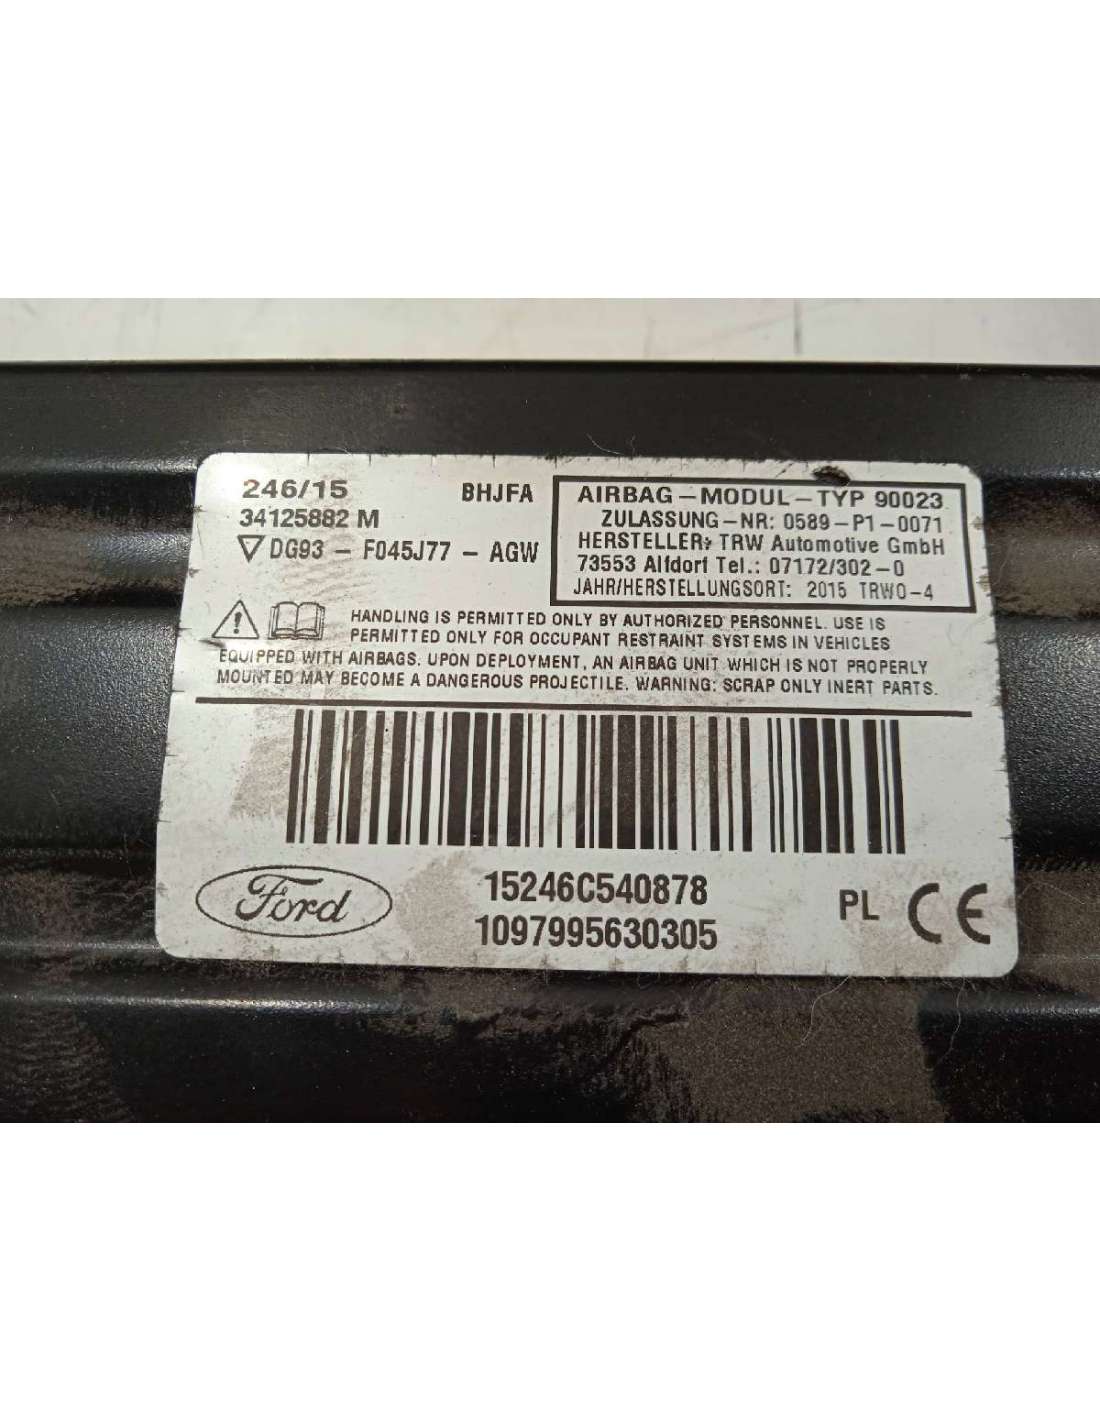 246/15
BHJFA
34125882 M
DG93 - F045J77 - AGW
AIRBAG-MODUL-TYP 90023
ZULASSUNG-NR: 0589-P1-0071
HERSTELLER: TRW Automotive GmbH
73553 Alfdorf Tel.: 07172/302-0
JAHR/HERSTELLUNGSORT: 2015 TRWO-4
HANDLING IS PERMITTED ONLY BY AUTHORIZED PERSONNEL. USE IS
PERMITTED ONLY FOR OCCUPANT RESTRAINT SYSTEMS IN VEHICLES
EQUIPPED WITH AIRBAGS. UPON DEPLOYMENT, AN AIRBAG UNIT WHICH IS NOT PROPERLY
MOUNTED MAY BECOME A DANGEROUS PROJECTILE. WARNING: SCRAP ONLY INERT PARTS.
Ford
15246C540878
1097995630305
PL CE